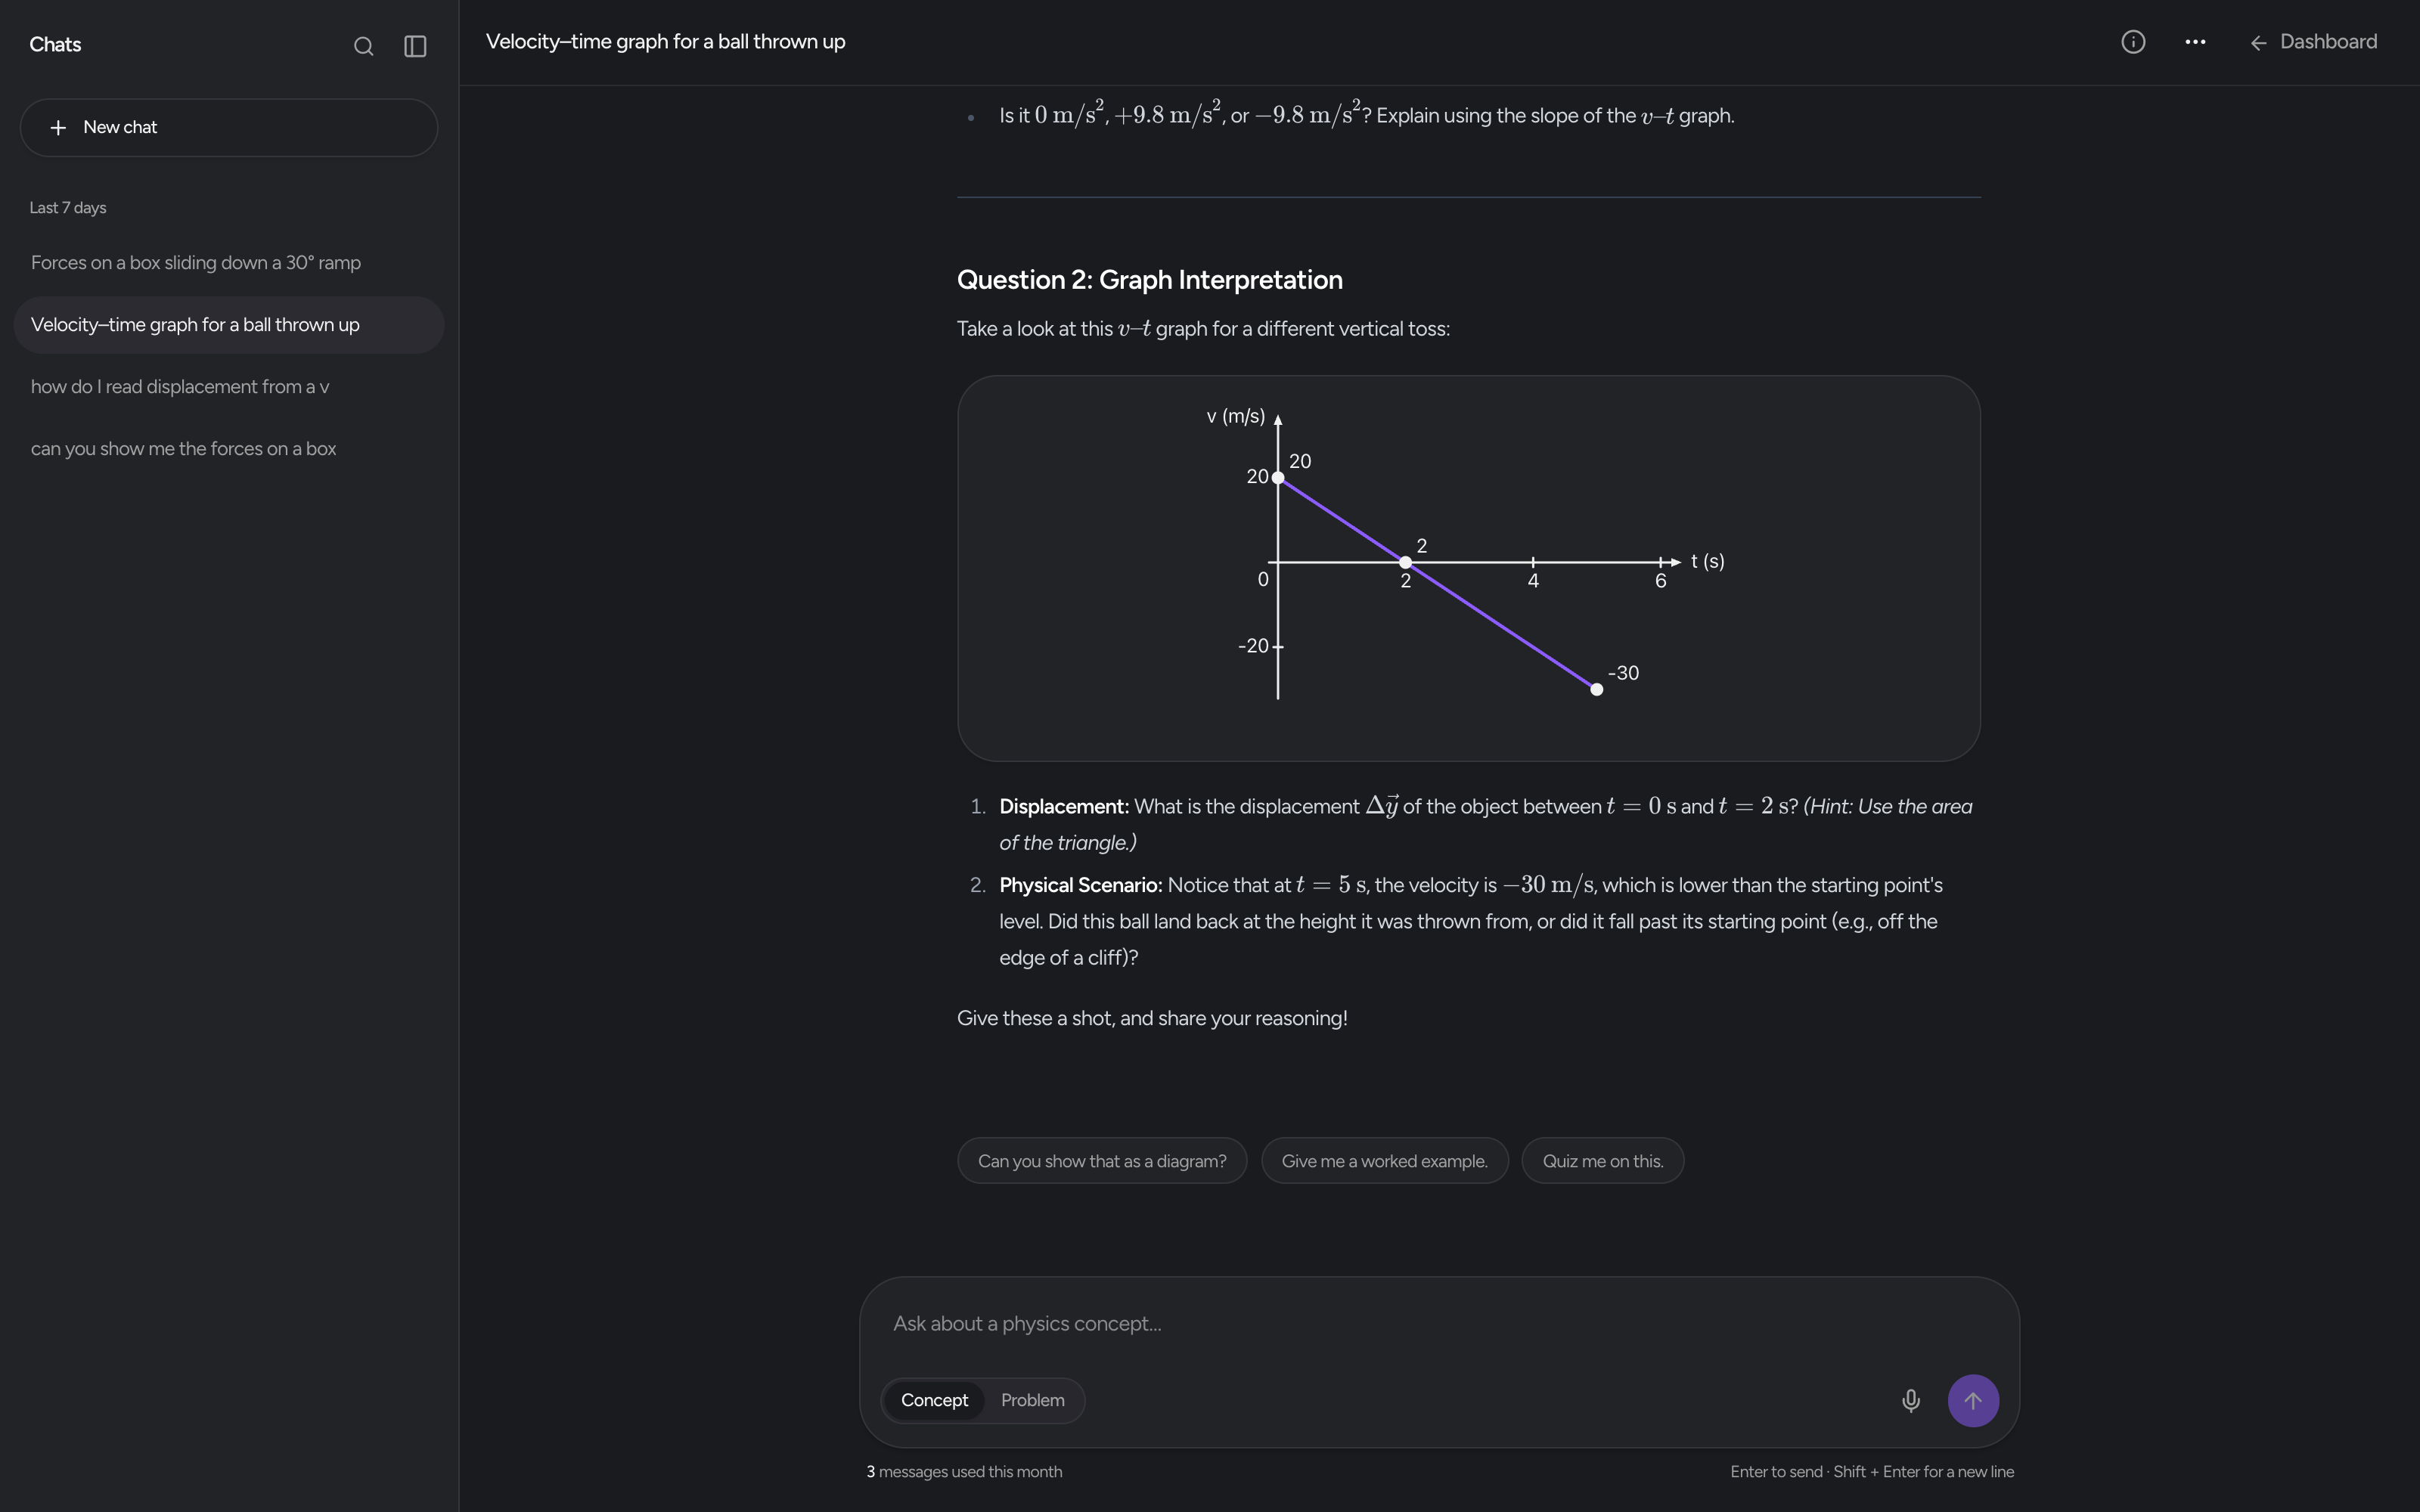 Chats
New chat
Last 7 days
Forces on a box sliding down a 30° ramp
Velocity–time graph for a ball thrown up
how do I read displacement from a v
can you show me the forces on a box
Velocity–time graph for a ball thrown up
Dashboard
Is it 0 m/s², +9.8 m/s², or −9.8 m/s²? Explain using the slope of the v–t graph.
Question 2: Graph Interpretation
Take a look at this v–t graph for a different vertical toss:
v (m/s)
20
20
2
t (s)
0
2
4
6
-20
-30
1. Displacement: What is the displacement Δy⃗ of the object between t = 0 s and t = 2 s? (Hint: Use the area
of the triangle.)
2. Physical Scenario: Notice that at t = 5 s, the velocity is −30 m/s, which is lower than the starting point's
level. Did this ball land back at the height it was thrown from, or did it fall past its starting point (e.g., off the
edge of a cliff)?
Give these a shot, and share your reasoning!
Can you show that as a diagram?
Give me a worked example.
Quiz me on this.
Ask about a physics concept...
Concept
Problem
3 messages used this month
Enter to send · Shift + Enter for a new line